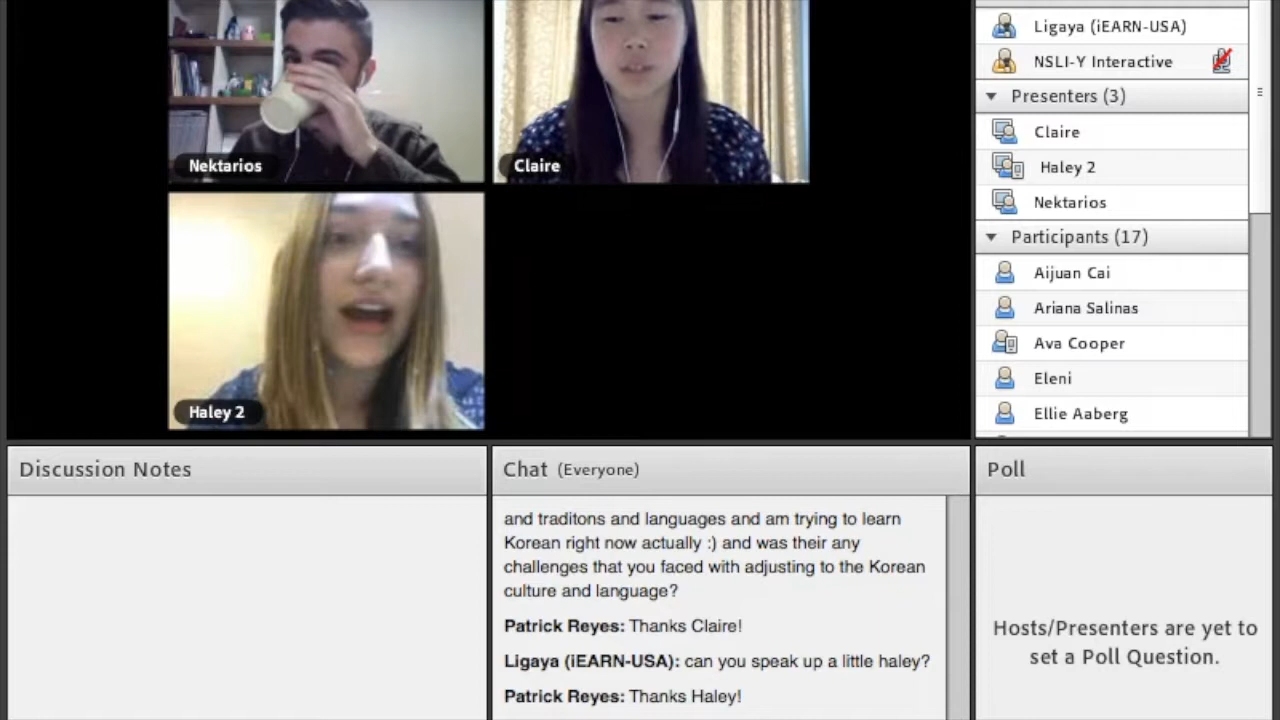 Nektarios
Claire
Haley 2
Ligaya (iEARN-USA)
NSLI-Y Interactive
Presenters (3)
Claire
Haley 2
Nektarios
Participants (17)
Aijuan Cai
Ariana Salinas
Ava Cooper
Eleni
Ellie Aaberg
Discussion Notes
Chat (Everyone)
and traditons and languages and am trying to learn
Korean right now actually :) and was their any
challenges that you faced with adjusting to the Korean
culture and language?
Patrick Reyes: Thanks Claire!
Ligaya (iEARN-USA): can you speak up a little haley?
Patrick Reyes: Thanks Haley!
Poll
Hosts/Presenters are yet to
set a Poll Question.